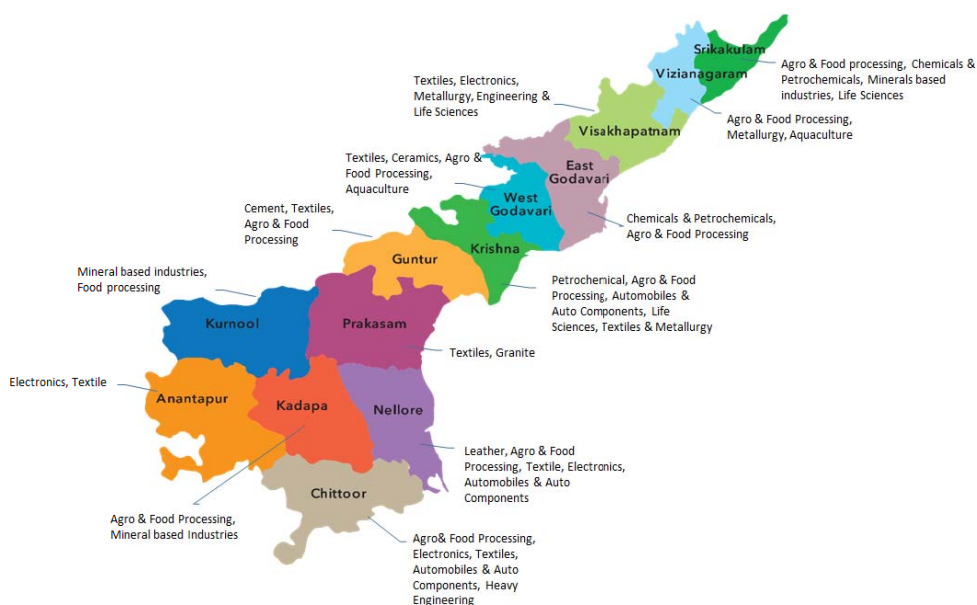 Srikakulam
Vizianagaram
Agro & Food processing, Chemicals &
Petrochemicals, Minerals based
industries, Life Sciences
Textiles, Electronics,
Metallurgy, Engineering &
Life Sciences
Agro & Food Processing,
Metallurgy, Aquaculture
Visakhapatnam
Textiles, Ceramics, Agro &
Food Processing,
Aquaculture
East
Godavari
West
Godavari
Cement, Textiles,
Agro & Food
Processing
Chemicals & Petrochemicals,
Agro & Food Processing
Krishna
Guntur
Mineral based industries,
Food processing
Petrochemical, Agro & Food
Processing, Automobiles &
Auto Components, Life
Sciences, Textiles & Metallurgy
Kurnool
Prakasam
Textiles, Granite
Electronics, Textile
Anantapur
Kadapa
Nellore
Leather, Agro & Food
Processing, Textile, Electronics,
Automobiles & Auto
Components
Chittoor
Agro & Food Processing,
Mineral based Industries
Agro& Food Processing,
Electronics, Textiles,
Automobiles & Auto
Components, Heavy
Engineering